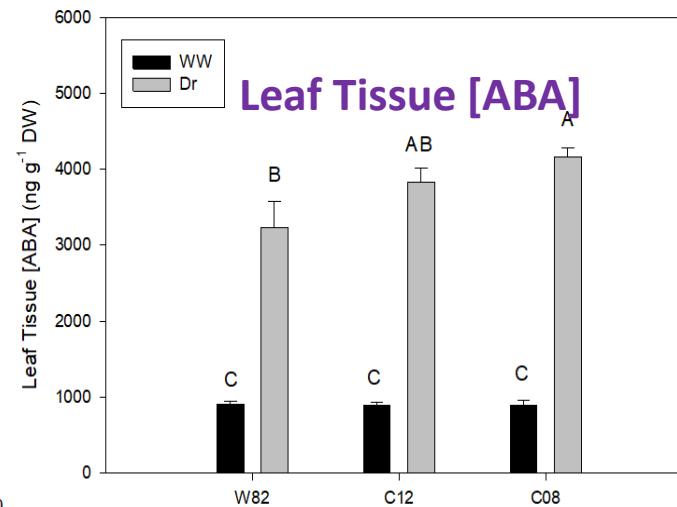 6000
WW
Dr
Leaf Tissue [ABA]
5000
A
AB
4000
B
3000
2000
C
C
C
1000
0
Leaf Tissue [ABA] (ng g⁻¹ DW)
W82
C12
C08